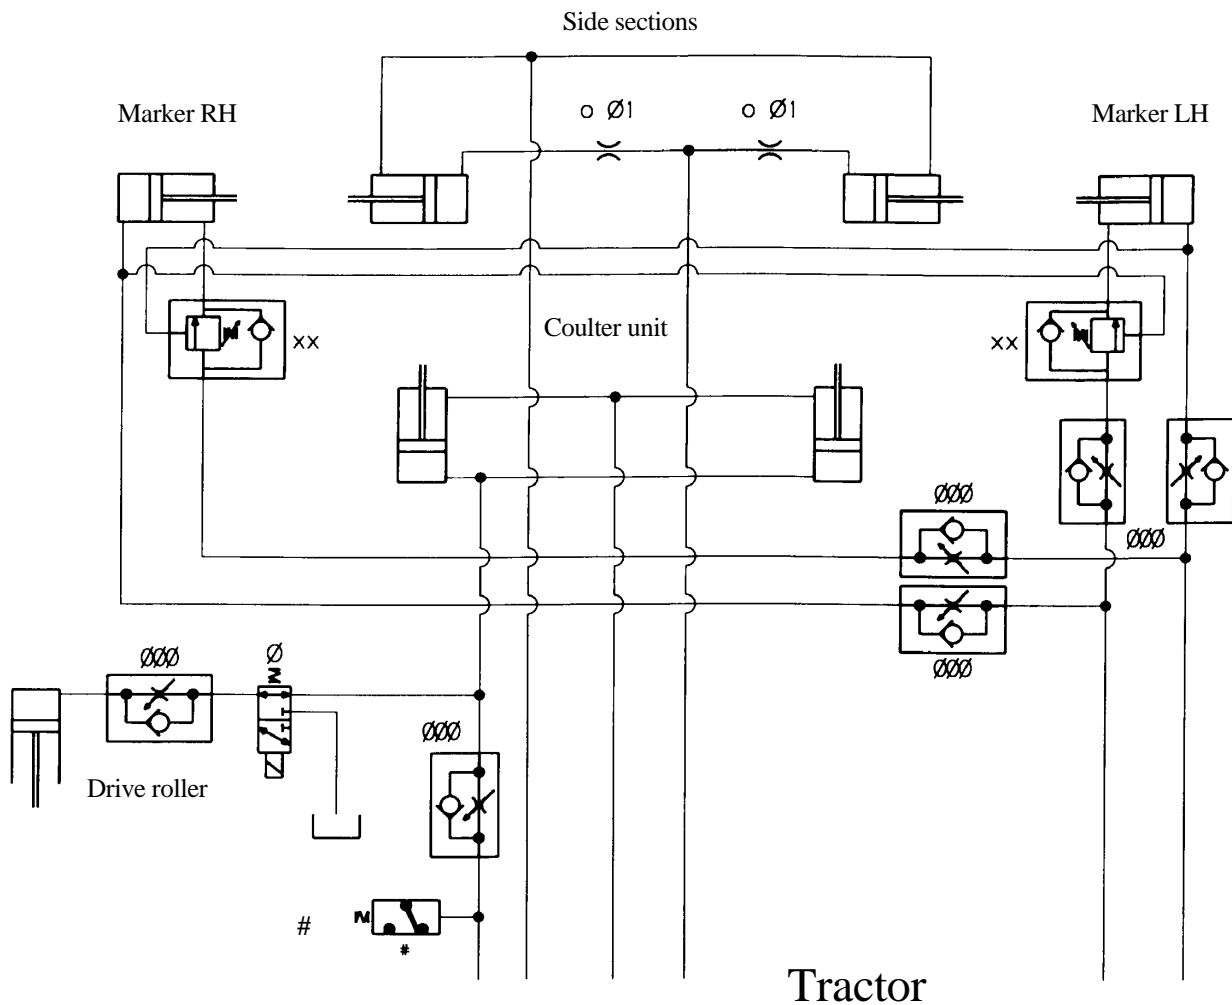 Side sections
Marker RH
o Ø1
o Ø1
Marker LH
Coulter unit
xx
xx
ØØØ
ØØØ
ØØØ
ØØØ
Ø
ØØØ
Drive roller
#
#
Tractor